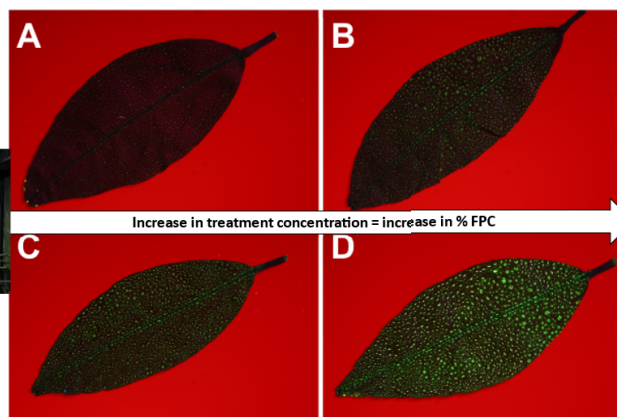 A
B
Increase in treatment concentration = increase in % FPC
C
D